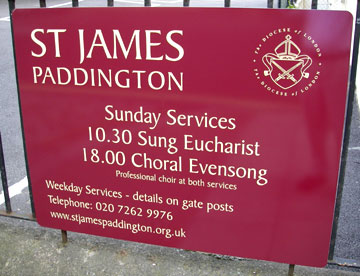 ST JAMES
PADDINGTON
THE DIOCESE of LONDON
THE DIOCESE of LONDON
Sunday Services
10.30 Sung Eucharist
18.00 Choral Evensong
Professional choir at both services
Weekday Services - details on gate posts
Telephone: 020 7262 9976
www.stjamespaddington.org.uk